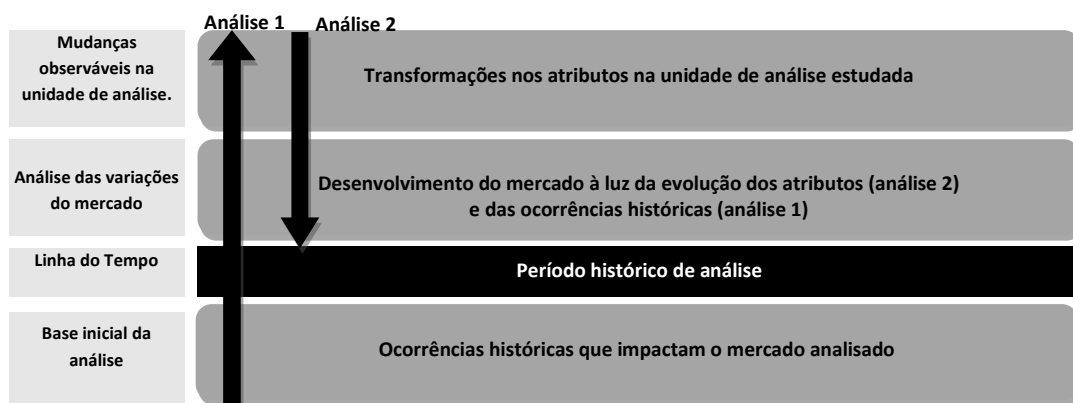 Análise 1
Análise 2
Mudanças
observáveis na
unidade de análise.
Transformações nos atributos na unidade de análise estudada
Análise das variações
do mercado
Desenvolvimento do mercado à luz da evolução dos atributos (análise 2)
e das ocorrências históricas (análise 1)
Linha do Tempo
Período histórico de análise
Base inicial da
análise
Ocorrências históricas que impactam o mercado analisado